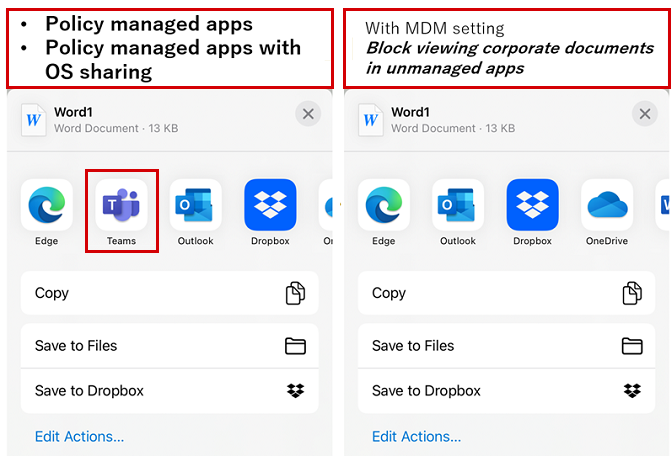 • Policy managed apps
• Policy managed apps with
OS sharing
W
Word1
Word Document · 13 KB
Edge
T
Teams
Outlook
Dropbox
Copy
Save to Files
Save to Dropbox
Edit Actions...
With MDM setting
Block viewing corporate documents
in unmanaged apps
W
Word1
Word Document · 13 KB
Edge
Outlook
Dropbox
OneDrive
Copy
Save to Files
Save to Dropbox
Edit Actions...